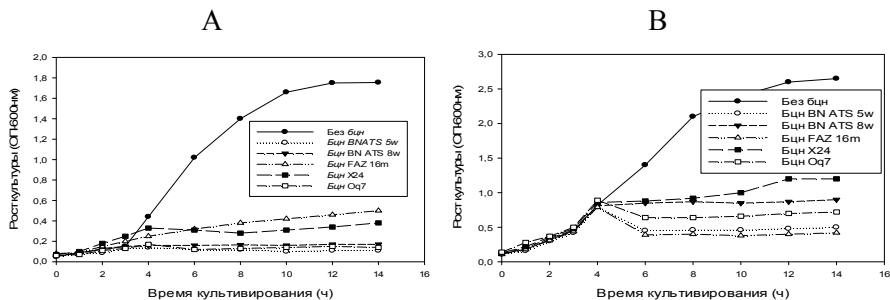 А
В
2,0
1,8
1,6
1,4
1,2
1,0
0,8
0,6
0,4
0,2
0,0
Рост культуры (ОП-600нм)
Без бцн
Бцн BNATS 5w
Бцн BN ATS 8w
Бцн FAZ 16m
Бцн X24
Бцн Oq7
0 2 4 6 8 10 12 14 16
Время культивирования (ч)
3,0
2,5
2,0
1,5
1,0
0,5
0,0
Рост культуры (ОП-600нм)
Без бцн
Бцн BN ATS 5w
Бцн BN ATS 8w
Бцн FAZ 16m
Бцн X24
Бцн Oq7
0 2 4 6 8 10 12 14 16
Время культивирования (ч)